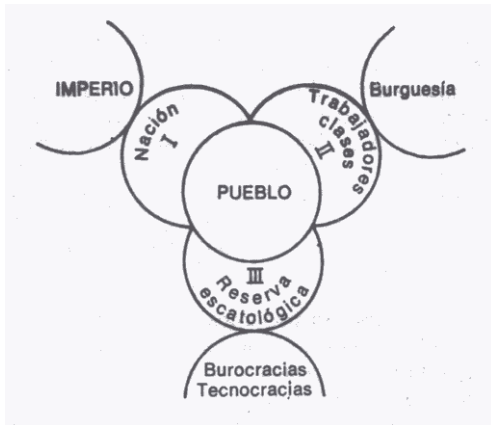 IMPERIO
Nación
I
Trabajadores
clases
II
Burguesía
PUEBLO
III
Reserva
escatológica
Burocracias
Tecnocracias